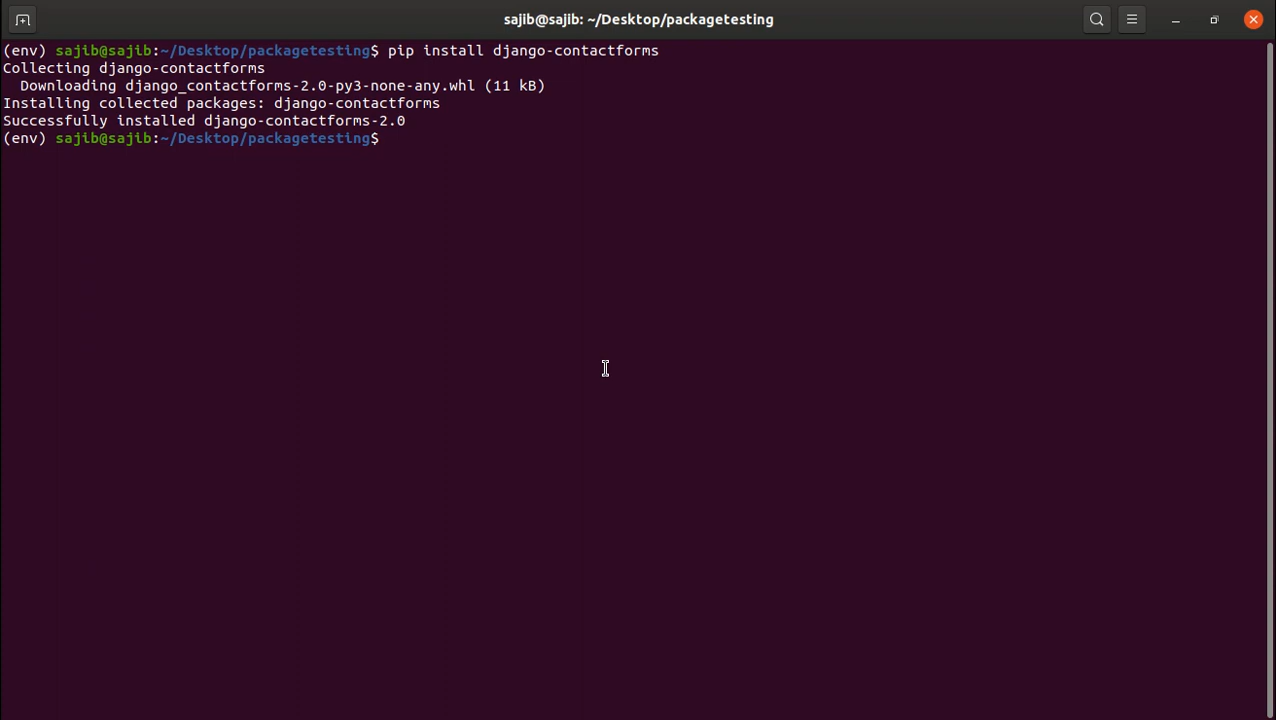 sajib@sajib: ~/Desktop/packagetesting
(env) sajib@sajib:~/Desktop/packagetesting$ pip install django-contactforms
Collecting django-contactforms
  Downloading django_contactforms-2.0-py3-none-any.whl (11 kB)
Installing collected packages: django-contactforms
Successfully installed django-contactforms-2.0
(env) sajib@sajib:~/Desktop/packagetesting$